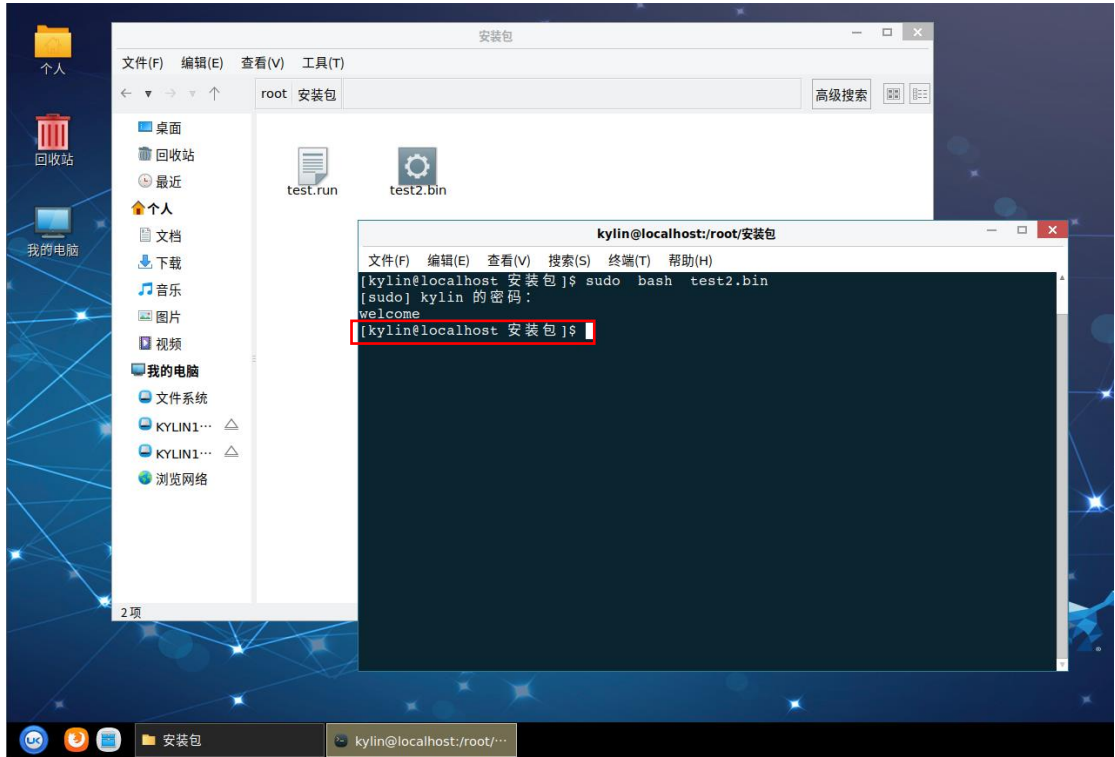 个人
回收站
我的电脑
安装包
文件(F) 编辑(E) 查看(V) 工具(T)
root 安装包
高级搜索
桌面
回收站
最近
个人
文档
下载
音乐
图片
视频
我的电脑
文件系统
KYLIN1…
KYLIN1…
浏览网络
test.run
test2.bin
2项
kylin@localhost:/root/安装包
文件(F) 编辑(E) 查看(V) 搜索(S) 终端(T) 帮助(H)
[kylin@localhost 安装包]$ sudo  bash  test2.bin
[sudo] kylin 的密码：
welcome
[kylin@localhost 安装包]$
UK
安装包
kylin@localhost:/root/…